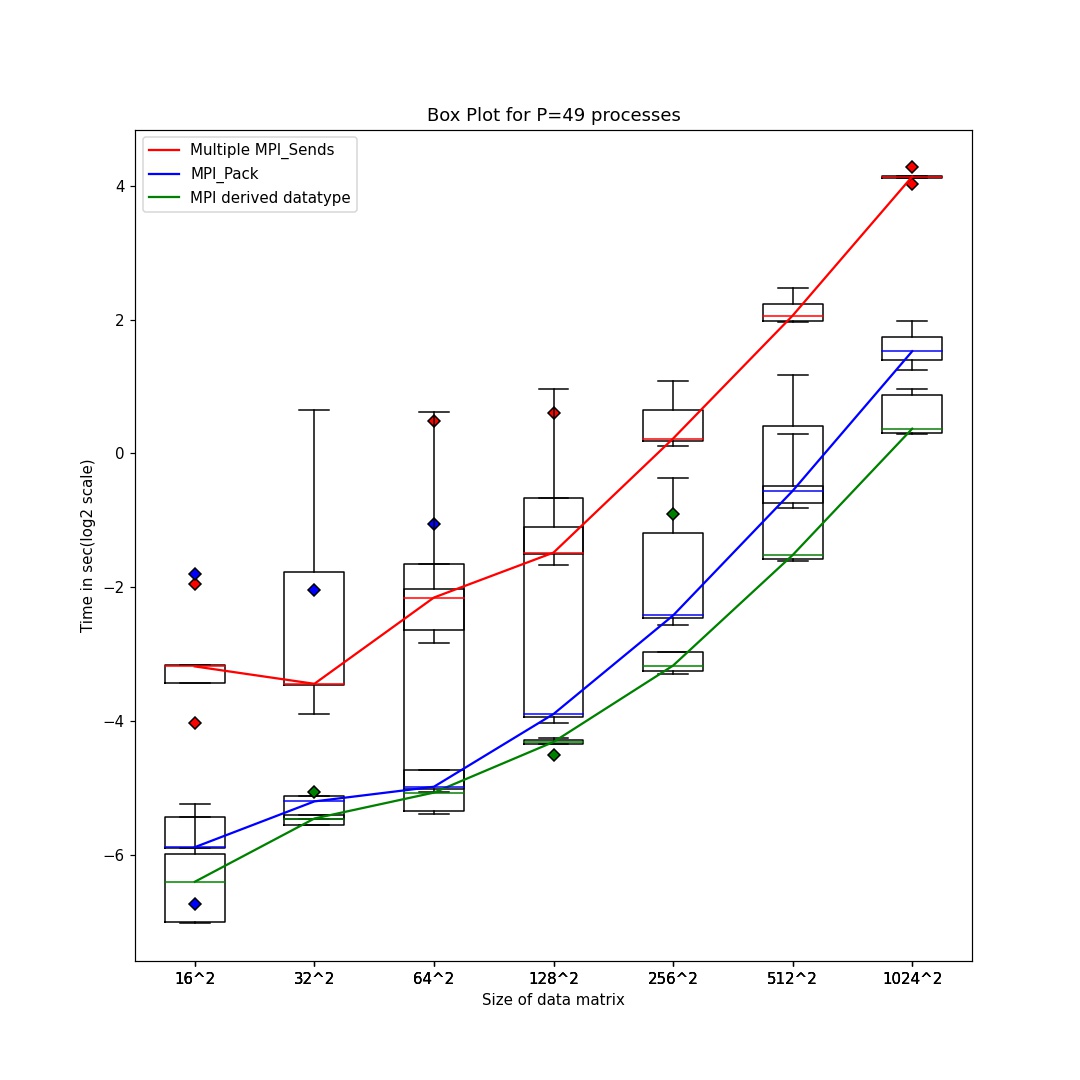 Box Plot for P=49 processes
Multiple MPI_Sends
MPI_Pack
MPI derived datatype
Time in sec(log2 scale)
4
2
0
−2
−4
−6
16^2 32^2 64^2 128^2 256^2 512^2 1024^2
Size of data matrix